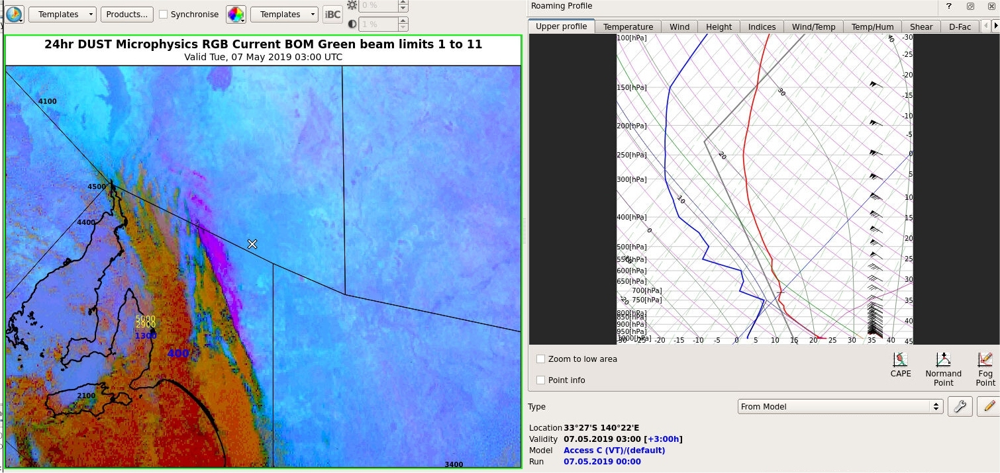 Templates
Products...
Synchronise
Templates
iBC
0 %
1 %
24hr DUST Microphysics RGB Current BOM Green beam limits 1 to 11
Valid Tue, 07 May 2019 03:00 UTC
4100
4500
4400
5000
2900
1300
400
2100
3400
Roaming Profile
?
Upper profile
Temperature
Wind
Height
Indices
Wind/Temp
Temp/Hum
Shear
D-Fac
100[hPa]
150[hPa]
200[hPa]
250[hPa]
300[hPa]
400[hPa]
500[hPa]
550[hPa]
600[hPa]
650[hPa]
700[hPa]
750[hPa]
800[hPa]
850[hPa]
900[hPa]
950[hPa]
1000[hPa]
-30 -25 -20 -15 -10 -5 0 5 10 15 20 25 30 35 40 45
-30
-25
-20
-15
-10
-5
0
5
10
15
20
25
30
35
40
40
30
20
10
0
-20
Zoom to low area
Point info
CAPE
Normand Point
Fog Point
Type
From Model
Location 33°27'S 140°22'E
Validity 07.05.2019 03:00 [+3:00h]
Model Access C (VT)/(default)
Run 07.05.2019 00:00